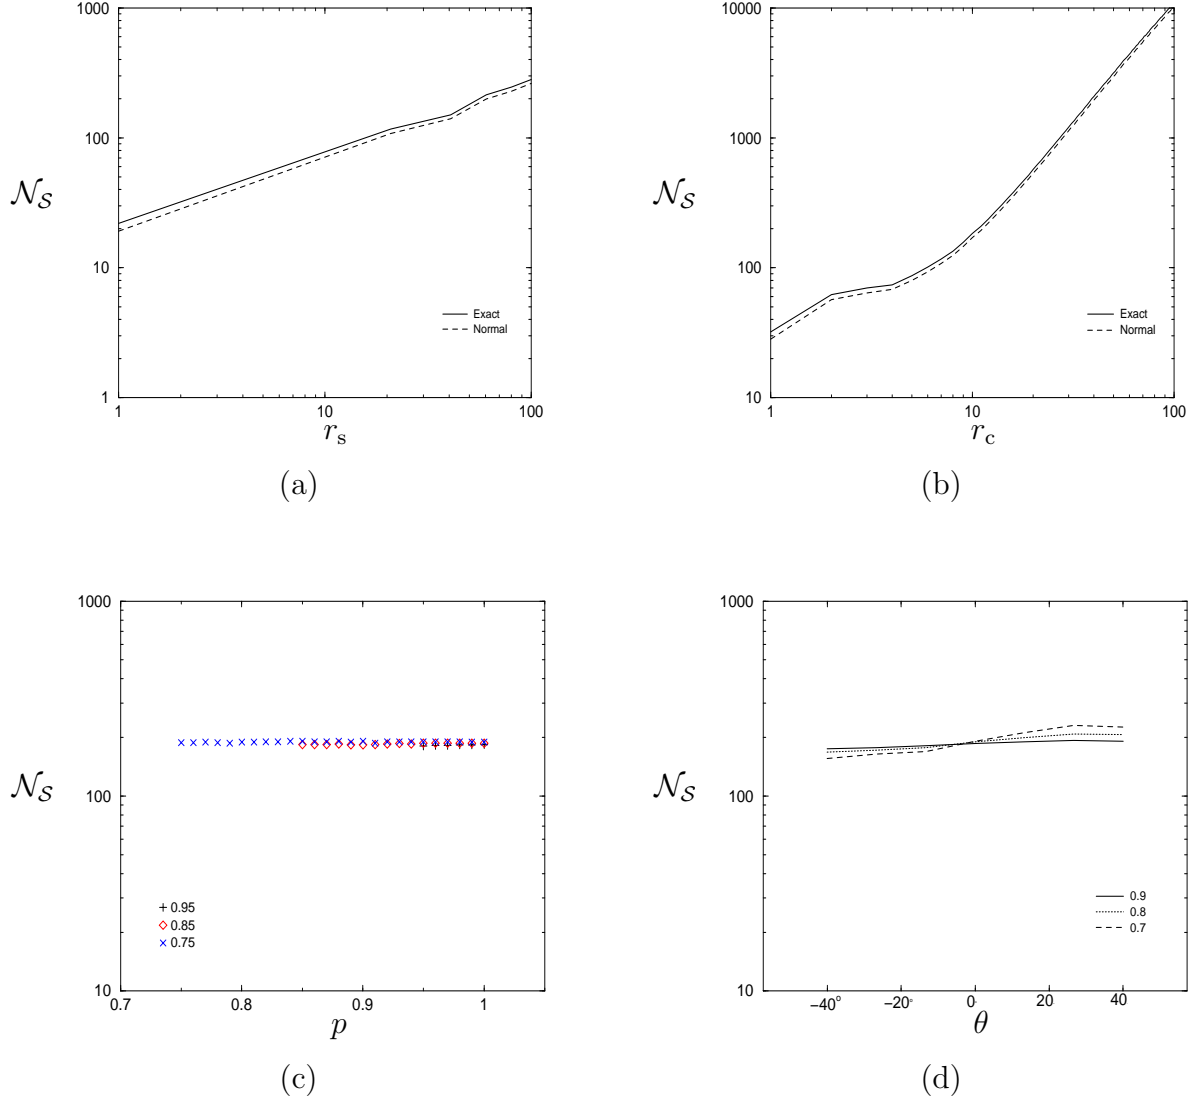 1000
100
10
1
1
10
100
𝒩_𝒮
r_s
Exact
Normal
(a)
10000
1000
100
10
1
10
100
𝒩_𝒮
r_c
Exact
Normal
(b)
1000
100
10
0.7
0.8
0.9
1
𝒩_𝒮
p
+ 0.95
◇ 0.85
× 0.75
(c)
1000
100
10
−40°
−20°
0°
20°
40
𝒩_𝒮
θ
0.9
0.8
0.7
(d)